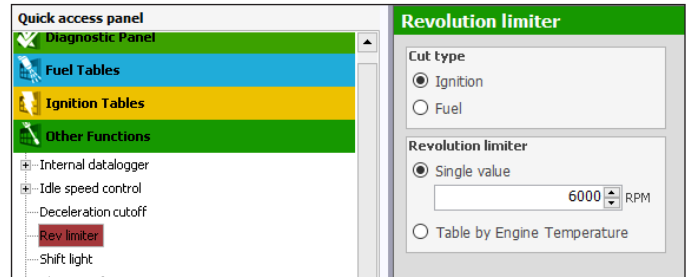 Quick access panel
Diagnostic Panel
Fuel Tables
Ignition Tables
Other Functions
Internal datalogger
Idle speed control
Deceleration cutoff
Rev limiter
Shift light
Revolution limiter
Cut type
Ignition
Fuel
Revolution limiter
Single value
6000 RPM
Table by Engine Temperature